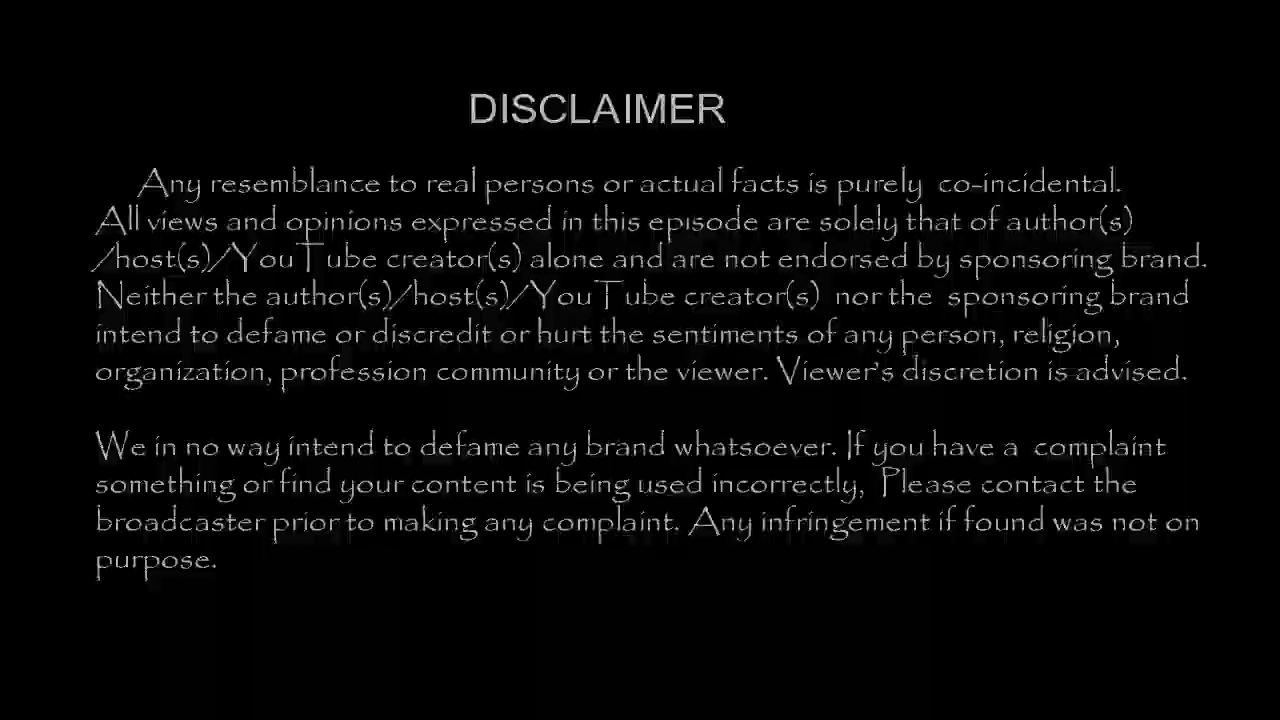 DISCLAIMER
Any resemblance to real persons or actual facts is purely co-incidental.
All views and opinions expressed in this episode are solely that of author(s)
/host(s)/YouTube creator(s) alone and are not endorsed by sponsoring brand.
Neither the author(s)/host(s)/YouTube creator(s) nor the sponsoring brand
intend to defame or discredit or hurt the sentiments of any person, religion,
organization, profession community or the viewer. Viewer's discretion is advised.
We in no way intend to defame any brand whatsoever. If you have a complaint
something or find your content is being used incorrectly, Please contact the
broadcaster prior to making any complaint. Any infringement if found was not on
purpose.